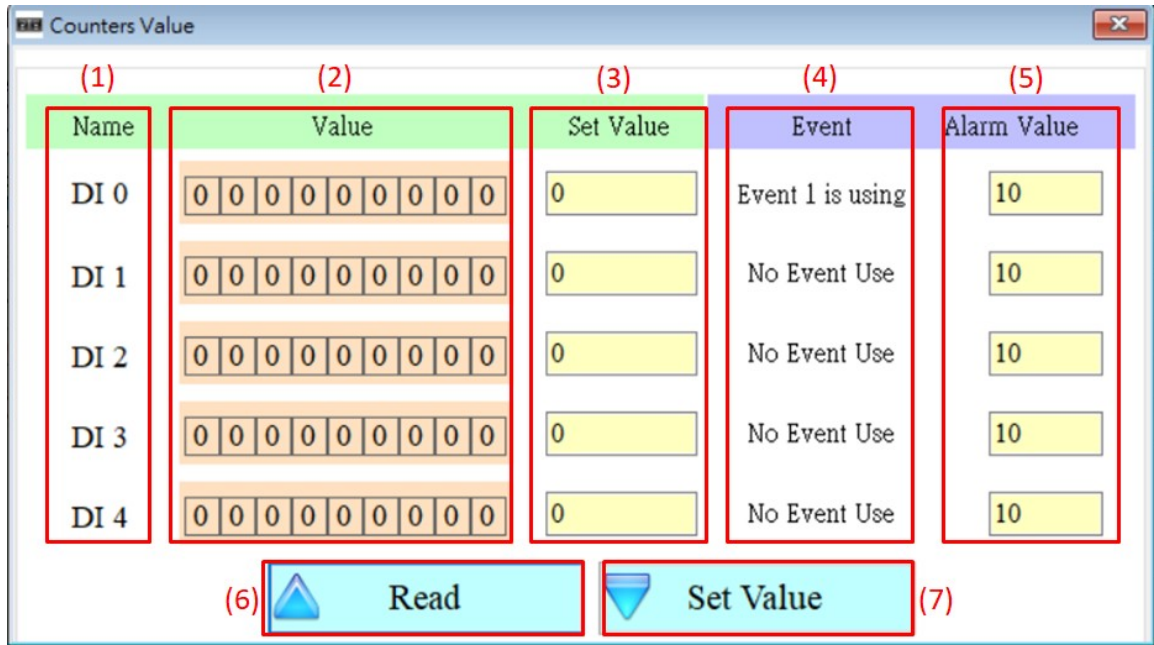 Counters Value
(1) (2) (3) (4) (5)
Name Value Set Value Event Alarm Value
DI 0 0 0 0 0 0 0 0 0 0 0 Event 1 is using 10
DI 1 0 0 0 0 0 0 0 0 0 0 No Event Use 10
DI 2 0 0 0 0 0 0 0 0 0 0 No Event Use 10
DI 3 0 0 0 0 0 0 0 0 0 0 No Event Use 10
DI 4 0 0 0 0 0 0 0 0 0 0 No Event Use 10
(6) Read Set Value (7)